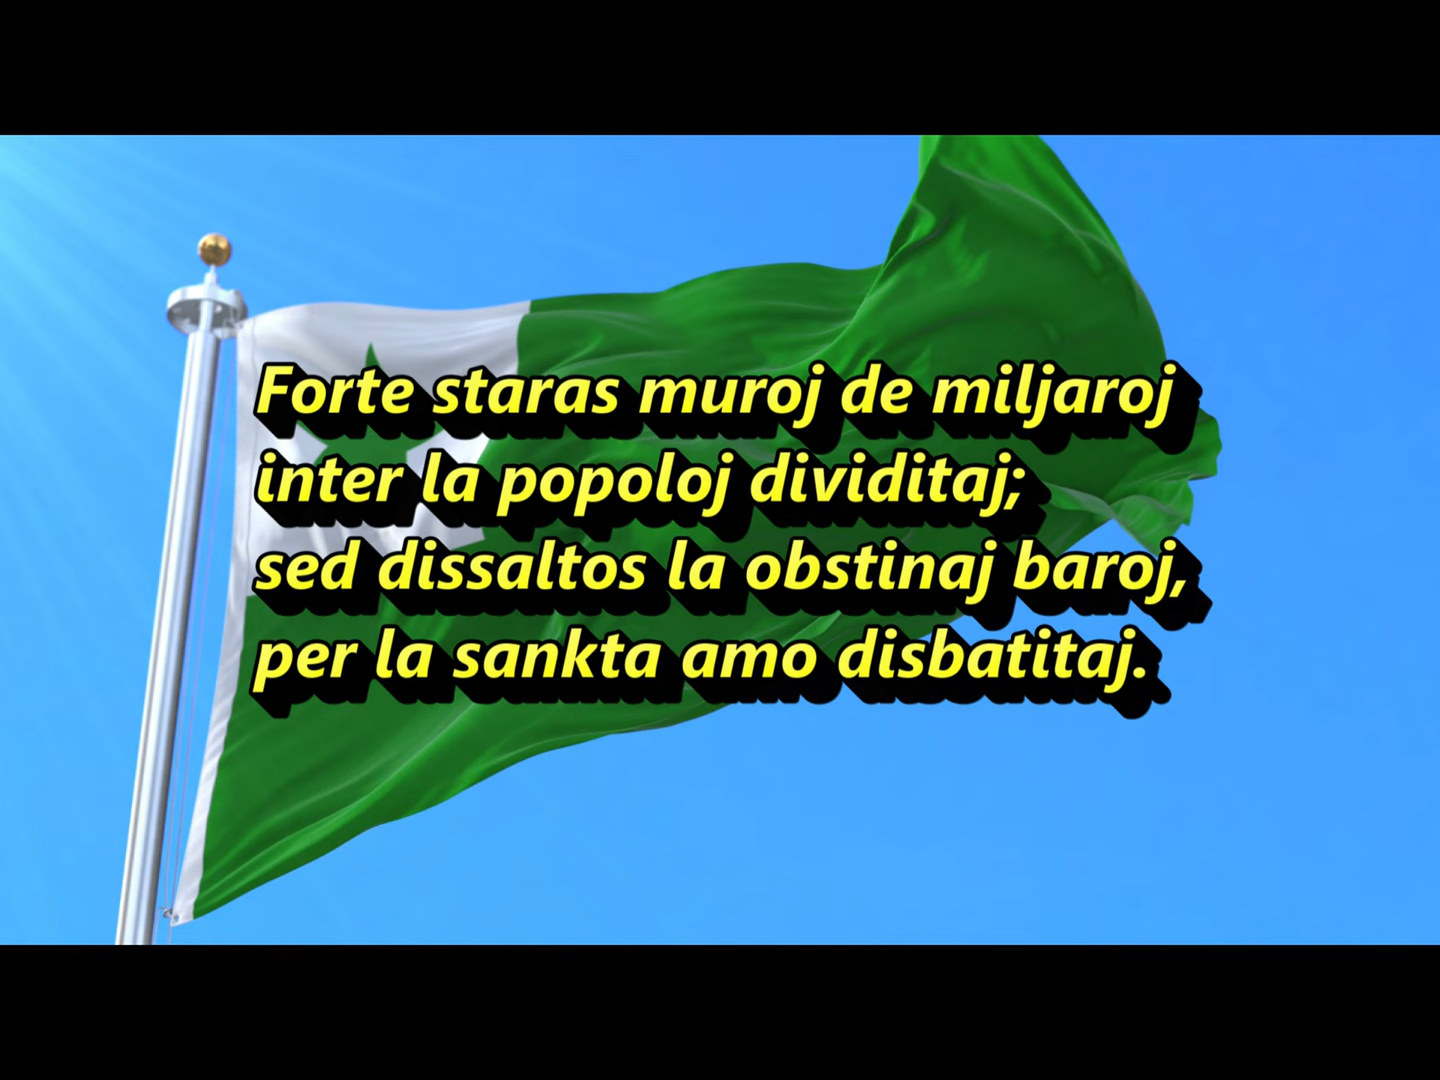 Forte staras muroj de miljaroj
inter la popoloj dividitaj;
sed dissaltos la obstinaj baroj,
per la sankta amo disbatitaj.